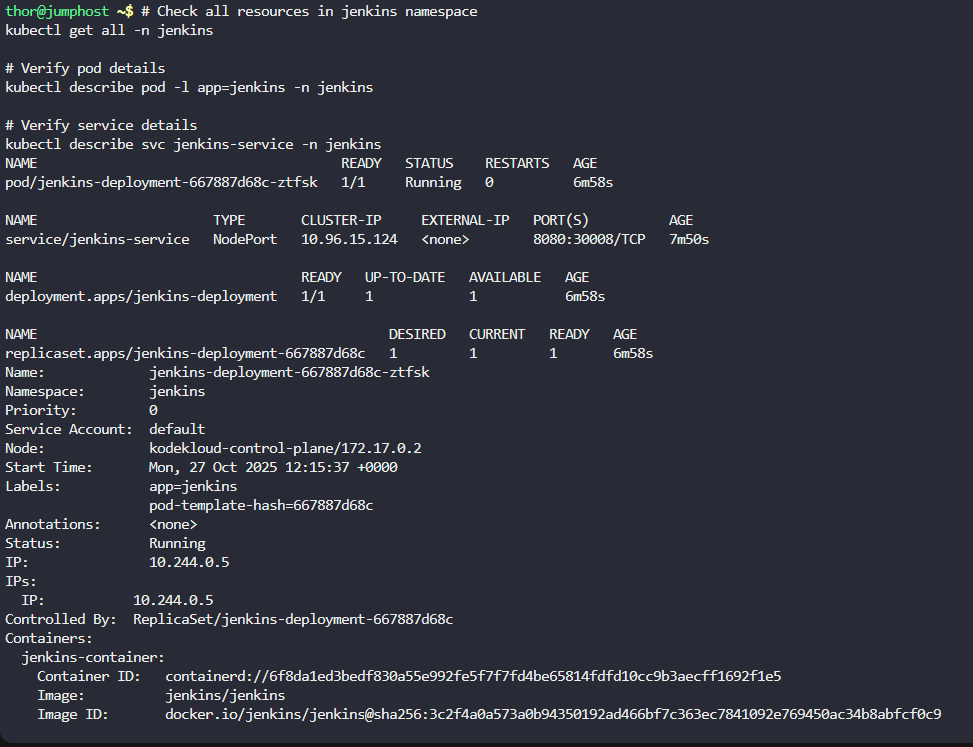 thor@jumphost ~$ # Check all resources in jenkins namespace
kubectl get all -n jenkins

# Verify pod details
kubectl describe pod -l app=jenkins -n jenkins

# Verify service details
kubectl describe svc jenkins-service -n jenkins
NAME                                      READY   STATUS    RESTARTS   AGE
pod/jenkins-deployment-667887d68c-ztfsk   1/1     Running   0          6m58s

NAME                      TYPE       CLUSTER-IP     EXTERNAL-IP   PORT(S)          AGE
service/jenkins-service   NodePort   10.96.15.124   <none>        8080:30008/TCP   7m50s

NAME                                 READY   UP-TO-DATE   AVAILABLE   AGE
deployment.apps/jenkins-deployment   1/1     1            1           6m58s

NAME                                            DESIRED   CURRENT   READY   AGE
replicaset.apps/jenkins-deployment-667887d68c   1         1         1       6m58s
Name:             jenkins-deployment-667887d68c-ztfsk
Namespace:        jenkins
Priority:         0
Service Account:  default
Node:             kodekloud-control-plane/172.17.0.2
Start Time:       Mon, 27 Oct 2025 12:15:37 +0000
Labels:           app=jenkins
                  pod-template-hash=667887d68c
Annotations:      <none>
Status:           Running
IP:               10.244.0.5
IPs:
  IP:           10.244.0.5
Controlled By:  ReplicaSet/jenkins-deployment-667887d68c
Containers:
  jenkins-container:
    Container ID:   containerd://6f8da1ed3bedf830a55e992fe5f7f7fd4be65814fdfd10cc9b3aecff1692f1e5
    Image:          jenkins/jenkins
    Image ID:       docker.io/jenkins/jenkins@sha256:3c2f4a0a573a0b94350192ad466bf7c363ec7841092e769450ac34b8abfcf0c9